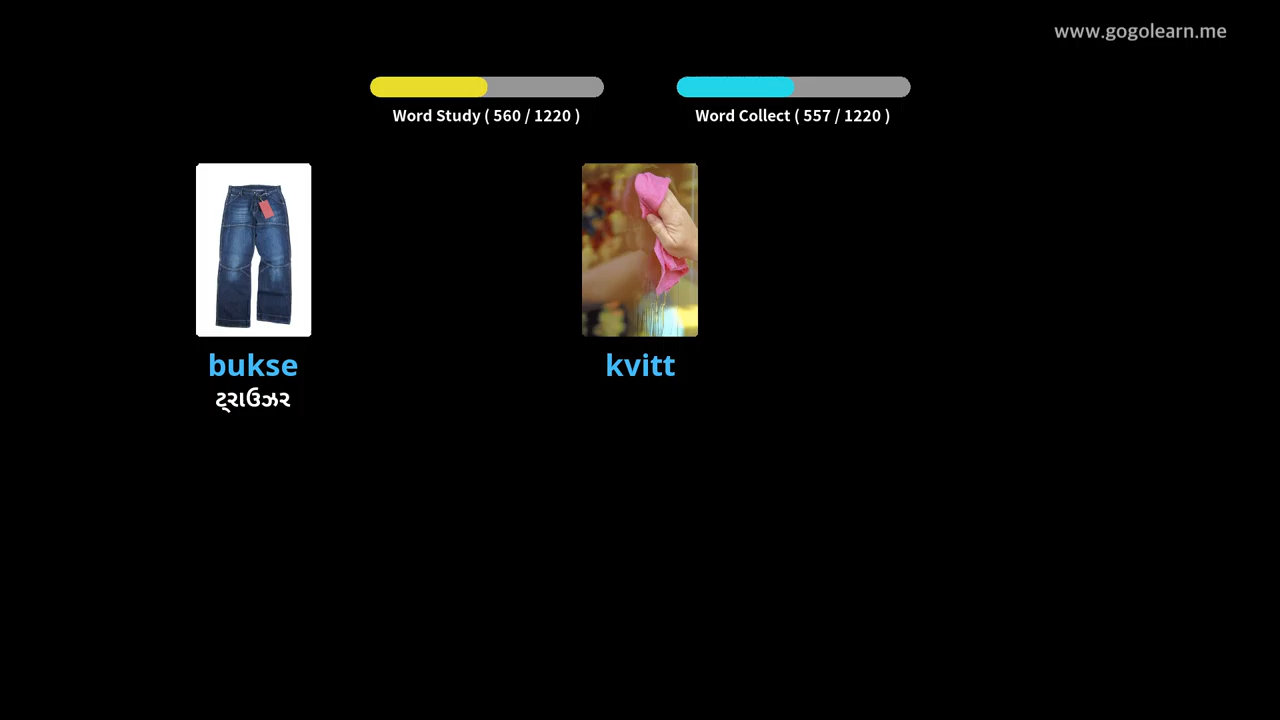 www.gogolearn.me
Word Study ( 560 / 1220 )
Word Collect ( 557 / 1220 )
bukse
ટ્રાઉઝર
kvitt